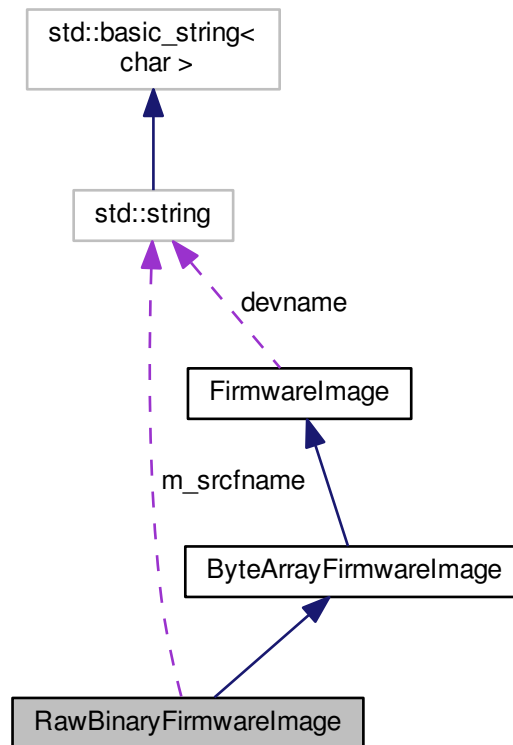 std::basic_string<
char >
std::string
devname
FirmwareImage
m_srcfname
ByteArrayFirmwareImage
RawBinaryFirmwareImage